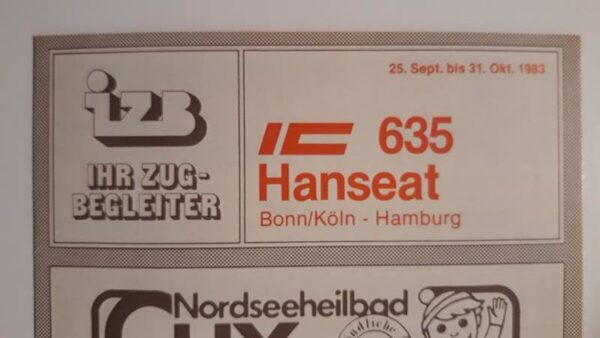 izb
IHR ZUG-
BEGLEITER
25. Sept. bis 31. Okt. 1983
IC 635
Hanseat
Bonn/Köln - Hamburg
Nordseeheilbad